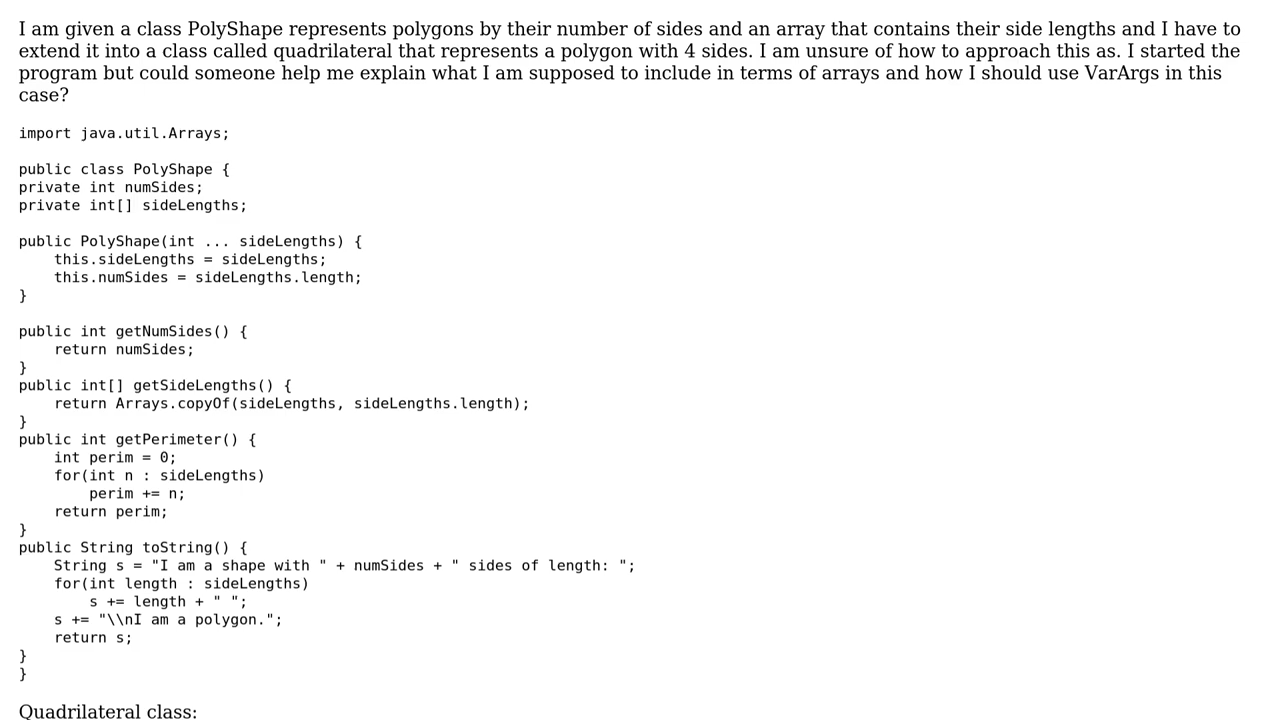 I am given a class PolyShape represents polygons by their number of sides and an array that contains their side lengths and I have to
extend it into a class called quadrilateral that represents a polygon with 4 sides. I am unsure of how to approach this as. I started the
program but could someone help me explain what I am supposed to include in terms of arrays and how I should use VarArgs in this
case?
import java.util.Arrays;
public class PolyShape {
private int numSides;
private int[] sideLengths;
public PolyShape(int ... sideLengths) {
    this.sideLengths = sideLengths;
    this.numSides = sideLengths.length;
}
public int getNumSides() {
    return numSides;
}
public int[] getSideLengths() {
    return Arrays.copyOf(sideLengths, sideLengths.length);
}
public int getPerimeter() {
    int perim = 0;
    for(int n : sideLengths)
        perim += n;
    return perim;
}
public String toString() {
    String s = "I am a shape with " + numSides + " sides of length: ";
    for(int length : sideLengths)
        s += length + " ";
    s += "\\nI am a polygon.";
    return s;
}
}
Quadrilateral class: